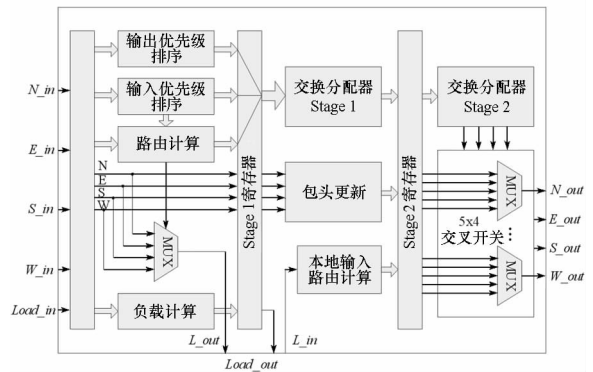 输出优先级
排序
输入优先级
排序
路由计算
负载计算
N_in
E_in
S_in
W_in
Load_in
N
E
S
W
MUX
Stage 1寄存器
L_out
Load_out
L_in
交换分配器
Stage 1
包头更新
本地输入
路由计算
Stage 2寄存器
交换分配器
Stage 2
MUX
5x4
交叉开关
MUX
N_out
E_out
S_out
W_out